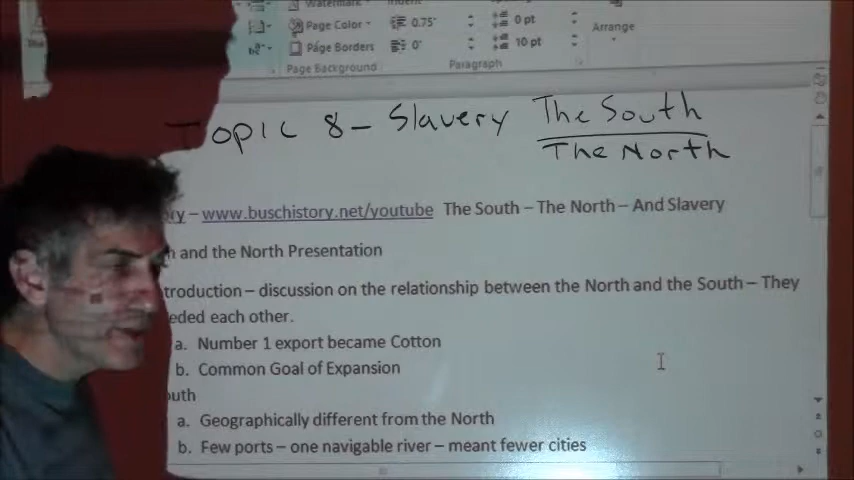 Page Color
0.75"
0 pt
Page Borders
0"
10 pt
Arrange
Page Background
Paragraph
Topic 8 - Slavery The South
The North
ry – www.buschistory.net/youtube The South – The North – And Slavery
h and the North Presentation
troduction – discussion on the relationship between the North and the South – They
eded each other.
a. Number 1 export became Cotton
b. Common Goal of Expansion
outh
a. Geographically different from the North
b. Few ports – one navigable river – meant fewer cities